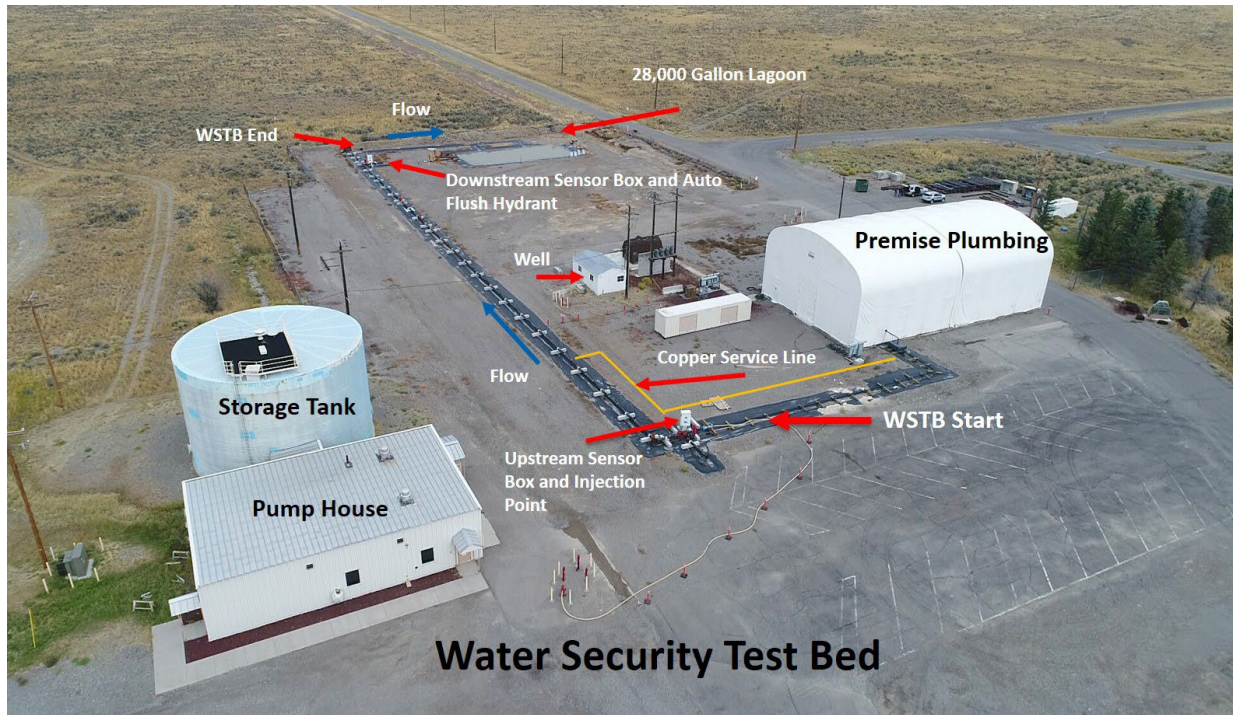 28,000 Gallon Lagoon
Flow
WSTB End
Downstream Sensor Box and Auto
Flush Hydrant
Premise Plumbing
Well
Copper Service Line
Flow
Storage Tank
WSTB Start
Upstream Sensor
Box and Injection
Point
Pump House
Water Security Test Bed